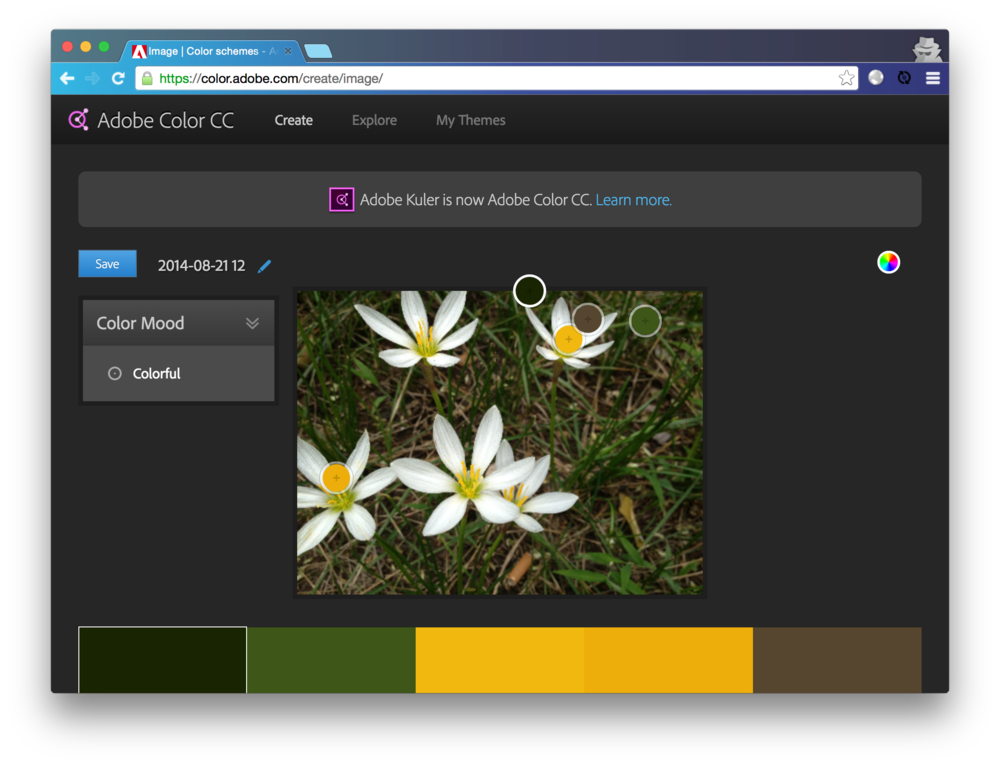 Image | Color schemes - A
https://color.adobe.com/create/image/
Adobe Color CC
Create
Explore
My Themes
Adobe Kuler is now Adobe Color CC. Learn more.
Save
2014-08-21 12
Color Mood
Colorful